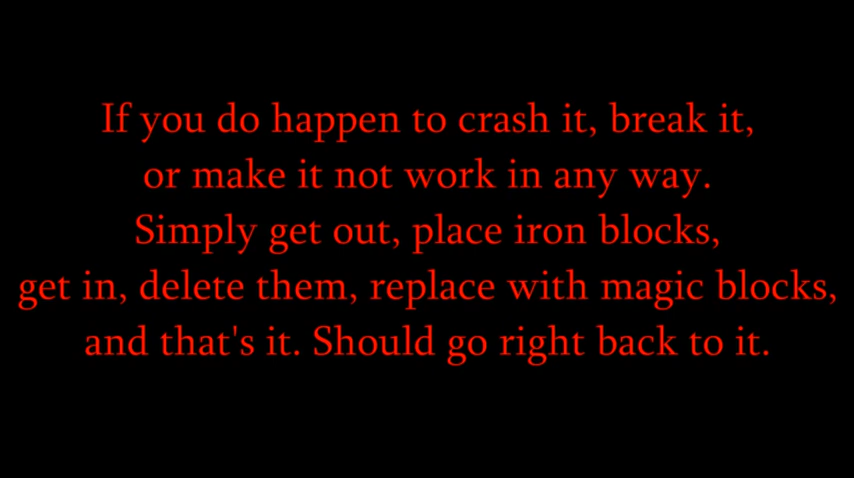 If you do happen to crash it, break it,
or make it not work in any way.
Simply get out, place iron blocks,
get in, delete them, replace with magic blocks,
and that's it. Should go right back to it.